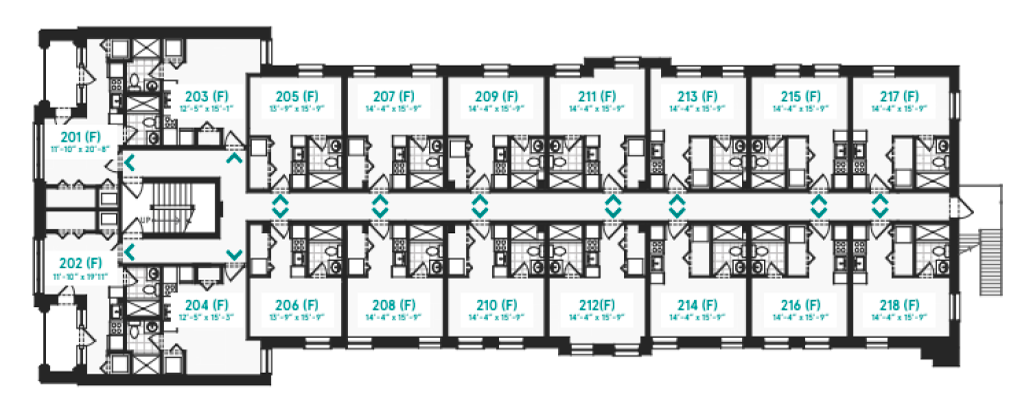 203 (F)
12'-5" x 15'-1"
205 (F)
13'-9" x 15'-9"
207 (F)
14'-4" x 15'-9"
209 (F)
14'-4" x 15'-9"
211 (F)
14'-4" x 15'-9"
213 (F)
14'-4" x 15'-9"
215 (F)
14'-4" x 15'-9"
217 (F)
14'-4" x 15'-9"
201 (F)
11'-10" x 20'-8"
UP
202 (F)
11'-10" x 19'11"
204 (F)
12'-5" x 15'-3"
206 (F)
13'-9" x 15'-9"
208 (F)
14'-4" x 15'-9"
210 (F)
14'-4" x 15'-9"
212(F)
14'-4" x 15'-9"
214 (F)
14'-4" x 15'-9"
216 (F)
14'-4" x 15'-9"
218 (F)
14'-4" x 15'-9"